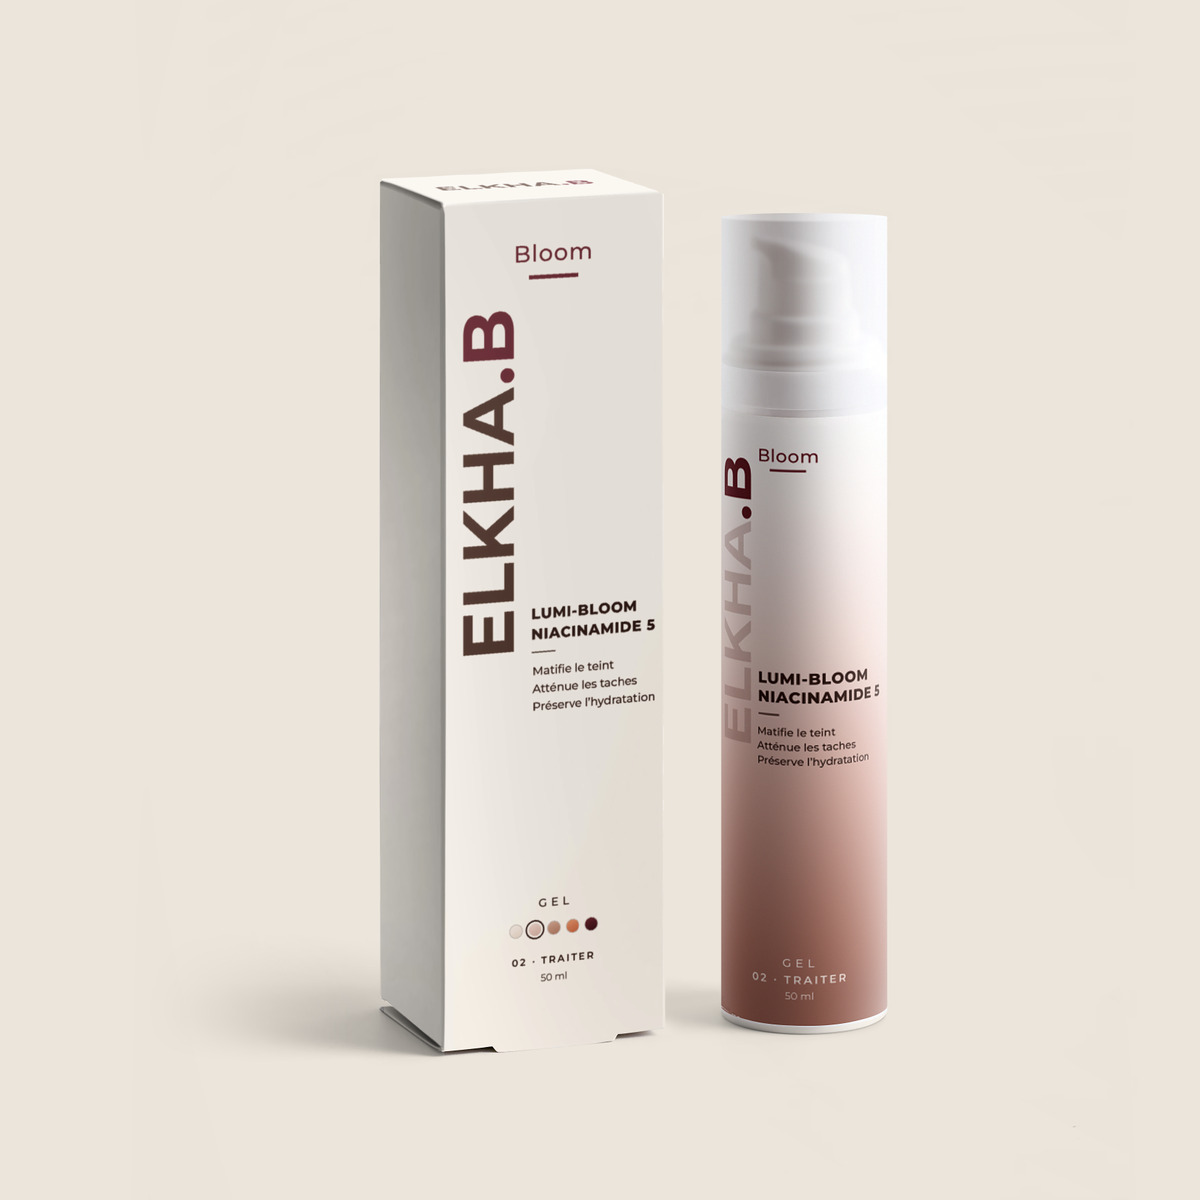 ELKHA.B
Bloom
ELKHA.B
LUMI-BLOOM
NIACINAMIDE 5
Matifie le teint
Atténue les taches
Préserve l'hydratation
GEL
02 · TRAITER
50 ml
Bloom
ELKHA.B
LUMI-BLOOM
NIACINAMIDE 5
Matifie le teint
Atténue les taches
Préserve l'hydratation
GEL
02 · TRAITER
50 ml